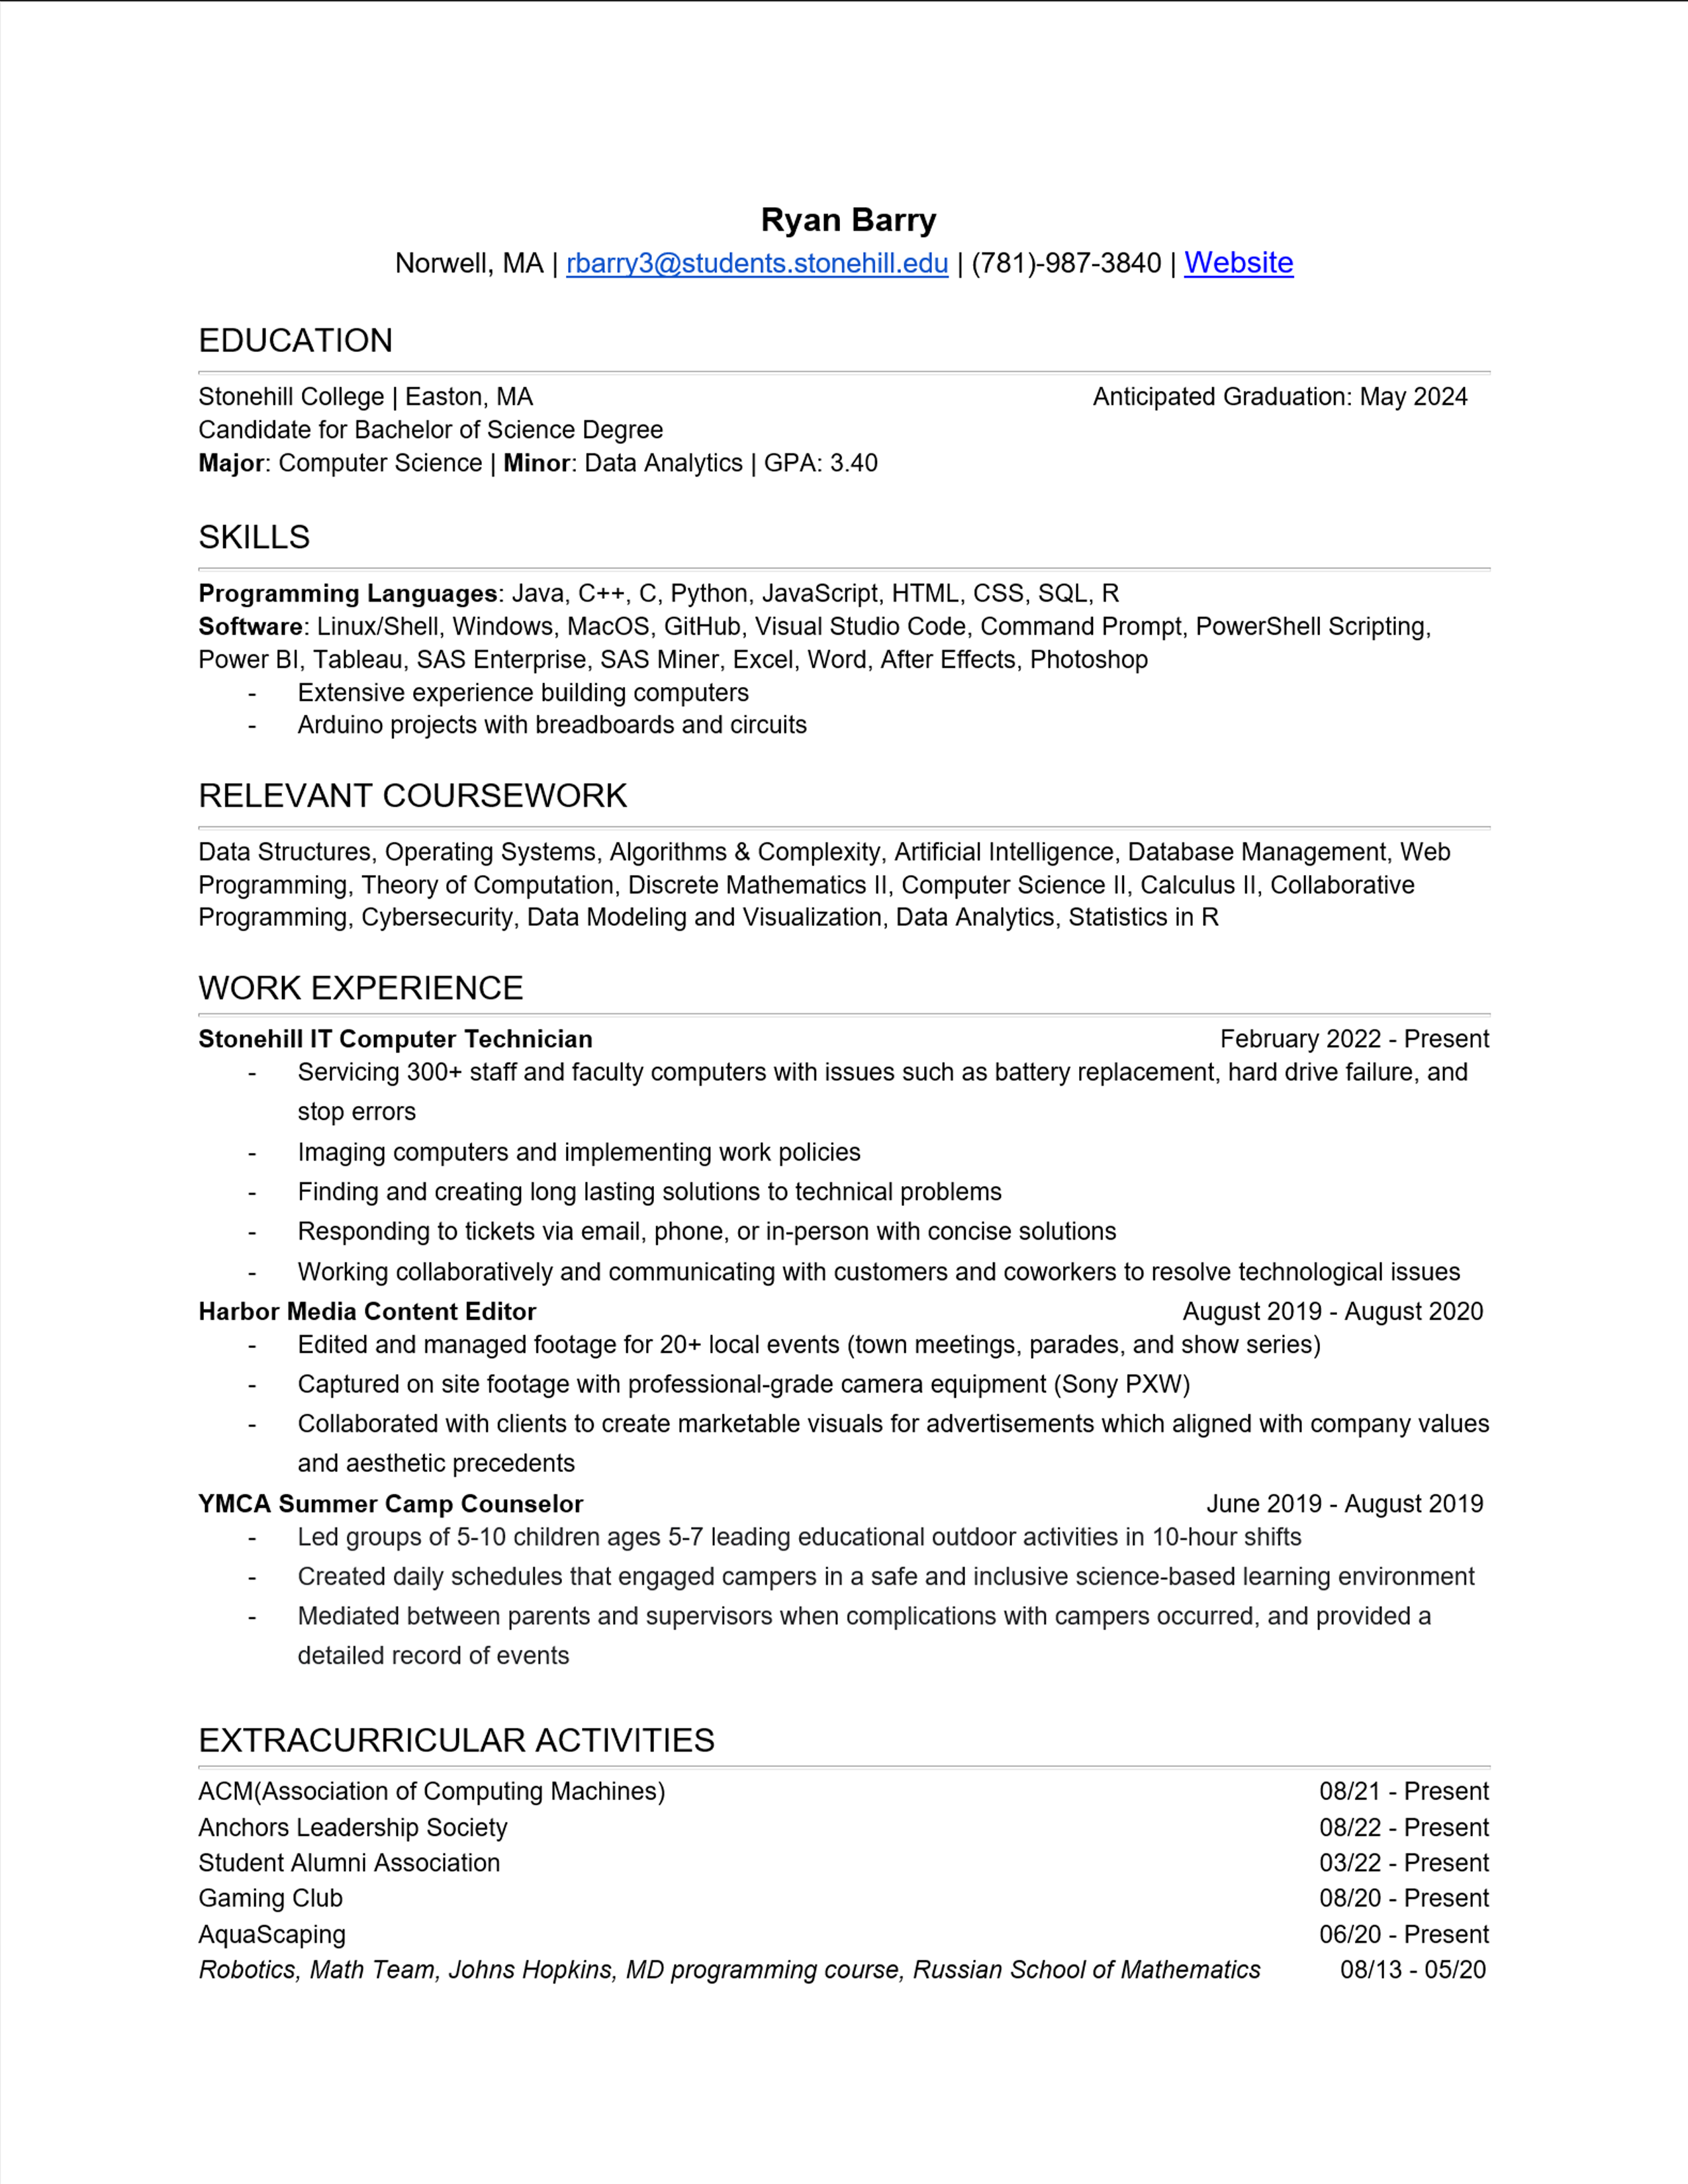 Ryan Barry
Norwell, MA | rbarry3@students.stonehill.edu | (781)-987-3840 | Website
EDUCATION
Stonehill College | Easton, MA Anticipated Graduation: May 2024
Candidate for Bachelor of Science Degree
Major: Computer Science | Minor: Data Analytics | GPA: 3.40
SKILLS
Programming Languages: Java, C++, C, Python, JavaScript, HTML, CSS, SQL, R
Software: Linux/Shell, Windows, MacOS, GitHub, Visual Studio Code, Command Prompt, PowerShell Scripting,
Power BI, Tableau, SAS Enterprise, SAS Miner, Excel, Word, After Effects, Photoshop
- Extensive experience building computers
- Arduino projects with breadboards and circuits
RELEVANT COURSEWORK
Data Structures, Operating Systems, Algorithms & Complexity, Artificial Intelligence, Database Management, Web
Programming, Theory of Computation, Discrete Mathematics II, Computer Science II, Calculus II, Collaborative
Programming, Cybersecurity, Data Modeling and Visualization, Data Analytics, Statistics in R
WORK EXPERIENCE
Stonehill IT Computer Technician February 2022 - Present
- Servicing 300+ staff and faculty computers with issues such as battery replacement, hard drive failure, and
stop errors
- Imaging computers and implementing work policies
- Finding and creating long lasting solutions to technical problems
- Responding to tickets via email, phone, or in-person with concise solutions
- Working collaboratively and communicating with customers and coworkers to resolve technological issues
Harbor Media Content Editor August 2019 - August 2020
- Edited and managed footage for 20+ local events (town meetings, parades, and show series)
- Captured on site footage with professional-grade camera equipment (Sony PXW)
- Collaborated with clients to create marketable visuals for advertisements which aligned with company values
and aesthetic precedents
YMCA Summer Camp Counselor June 2019 - August 2019
- Led groups of 5-10 children ages 5-7 leading educational outdoor activities in 10-hour shifts
- Created daily schedules that engaged campers in a safe and inclusive science-based learning environment
- Mediated between parents and supervisors when complications with campers occurred, and provided a
detailed record of events
EXTRACURRICULAR ACTIVITIES
ACM(Association of Computing Machines) 08/21 - Present
Anchors Leadership Society 08/22 - Present
Student Alumni Association 03/22 - Present
Gaming Club 08/20 - Present
AquaScaping 06/20 - Present
Robotics, Math Team, Johns Hopkins, MD programming course, Russian School of Mathematics 08/13 - 05/20